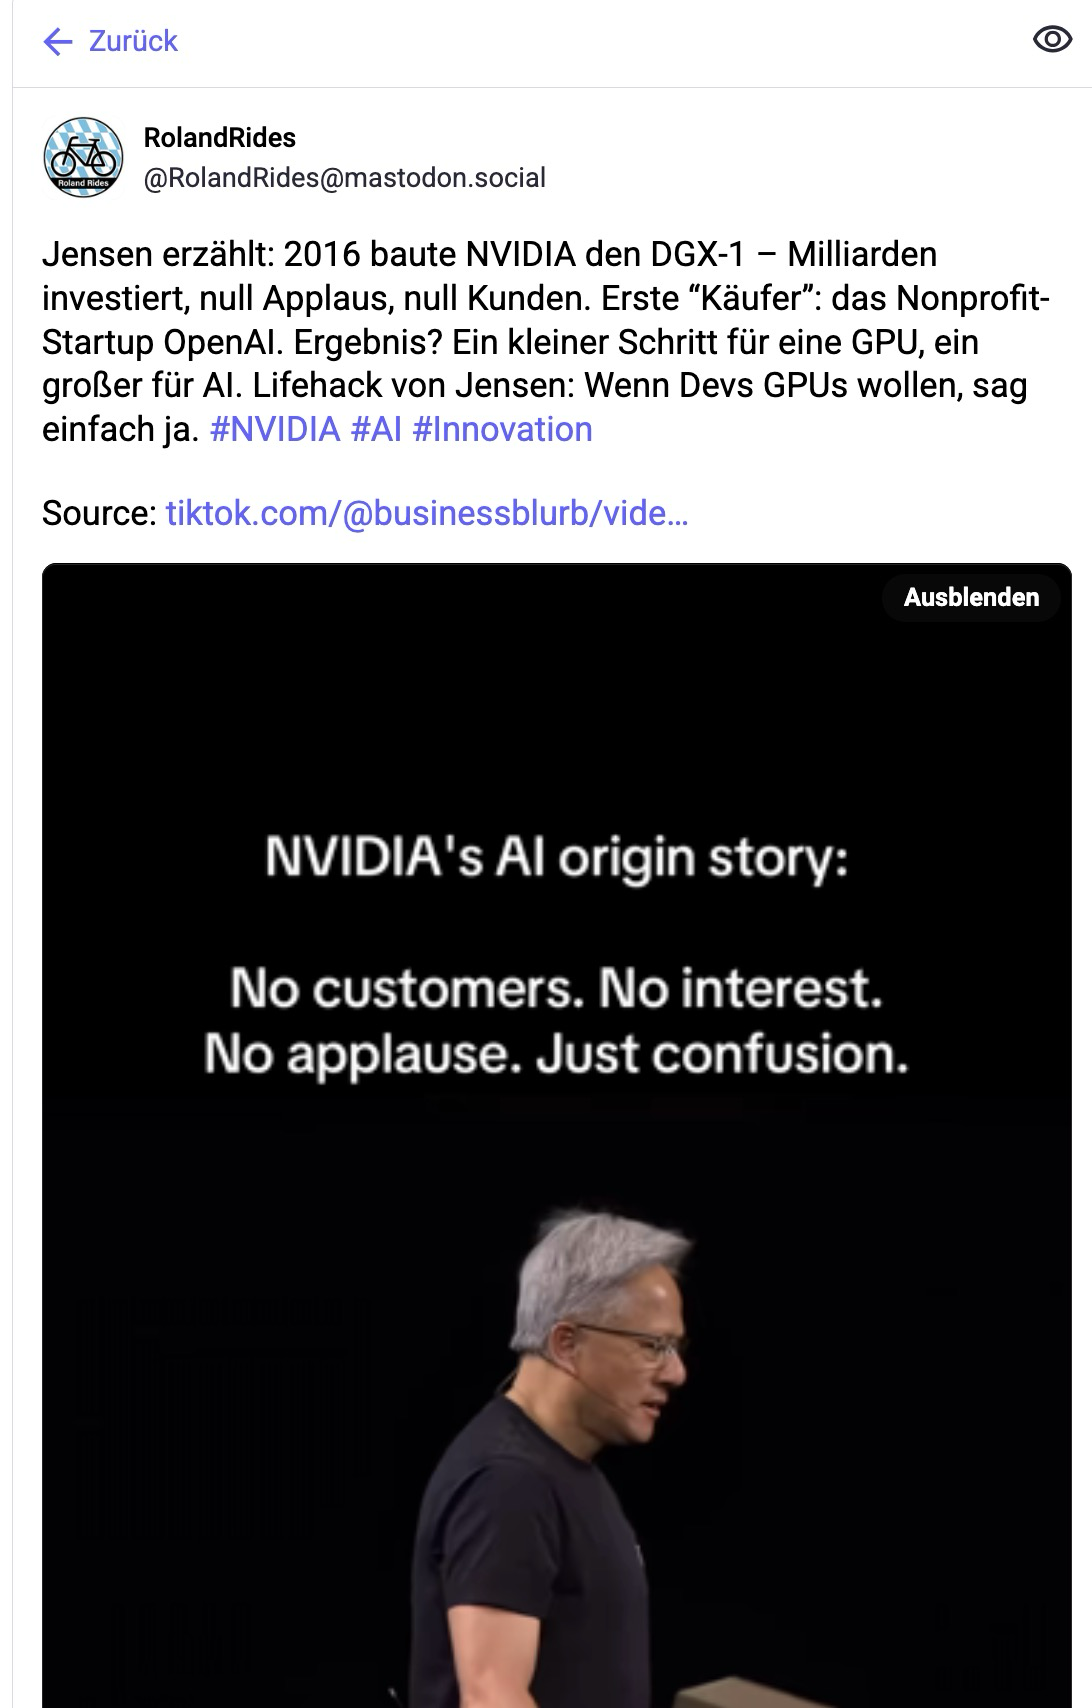 Zurück
RolandRides
@RolandRides@mastodon.social
Roland Rides
Jensen erzählt: 2016 baute NVIDIA den DGX-1 – Milliarden
investiert, null Applaus, null Kunden. Erste “Käufer”: das Nonprofit-
Startup OpenAI. Ergebnis? Ein kleiner Schritt für eine GPU, ein
großer für AI. Lifehack von Jensen: Wenn Devs GPUs wollen, sag
einfach ja. #NVIDIA #AI #Innovation
Source: tiktok.com/@businessblurb/vide…
Ausblenden
NVIDIA's AI origin story:
No customers. No interest.
No applause. Just confusion.